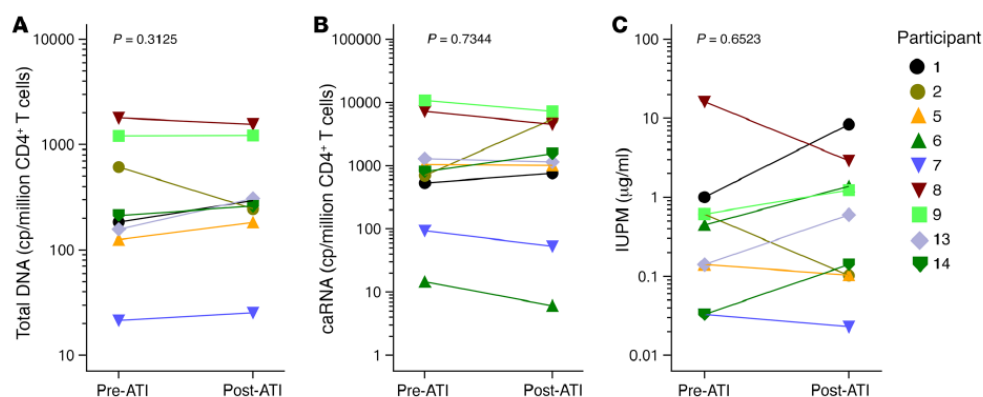 A
P = 0.3125
Total DNA (cp/million CD4⁺ T cells)
10000
1000
100
10
Pre-ATI
Post-ATI
B
P = 0.7344
caRNA (cp/million CD4⁺ T cells)
100000
10000
1000
100
10
1
Pre-ATI
Post-ATI
C
P = 0.6523
IUPM (μg/ml)
10
1
0.1
0.01
Pre-ATI
Post-ATI
Participant
1
2
5
6
7
8
9
13
14